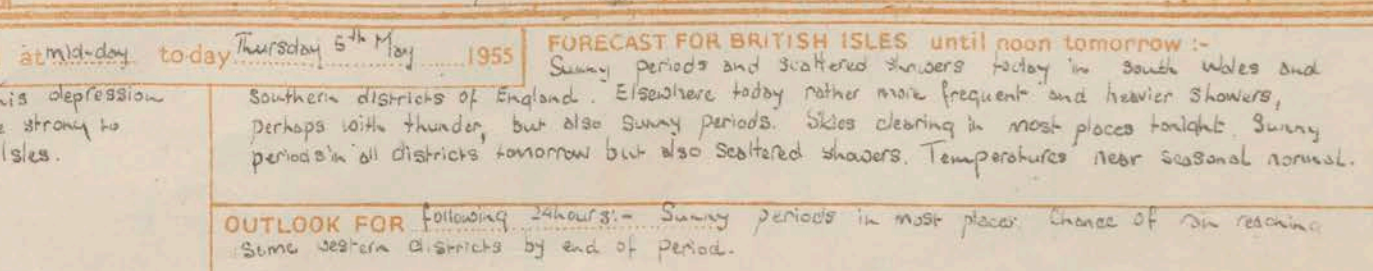 at mid-day to-day Thursday 5th May 1955
his depression
e strong to
Isles.
FORECAST FOR BRITISH ISLES until noon tomorrow :-
Sunny periods and scattered showers today in South Wales and
Southern districts of England. Elsewhere today rather more frequent and heavier showers,
perhaps with thunder, but also sunny periods. Skies clearing in most places tonight. Sunny
periods in all districts tomorrow but also scattered showers. Temperatures near seasonal normal.
OUTLOOK FOR following 24hours:- Sunny periods in most places. Chance of rain reaching
some western districts by end of period.